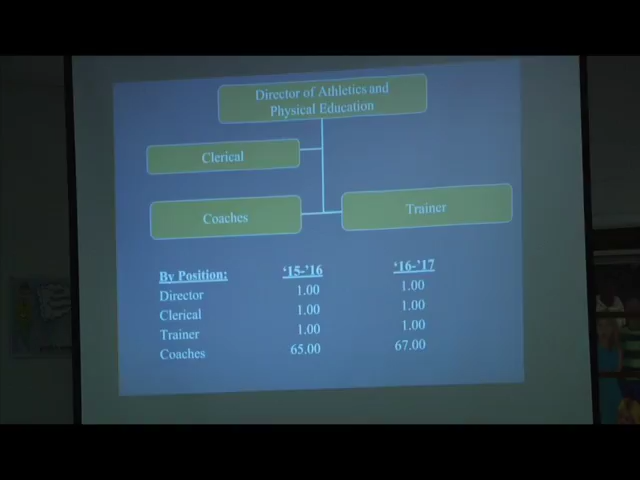 Director of Athletics and
Physical Education
Clerical
Coaches
Trainer
By Position: ‘15-’16 ‘16-’17
Director 1.00 1.00
Clerical 1.00 1.00
Trainer 1.00 1.00
Coaches 65.00 67.00